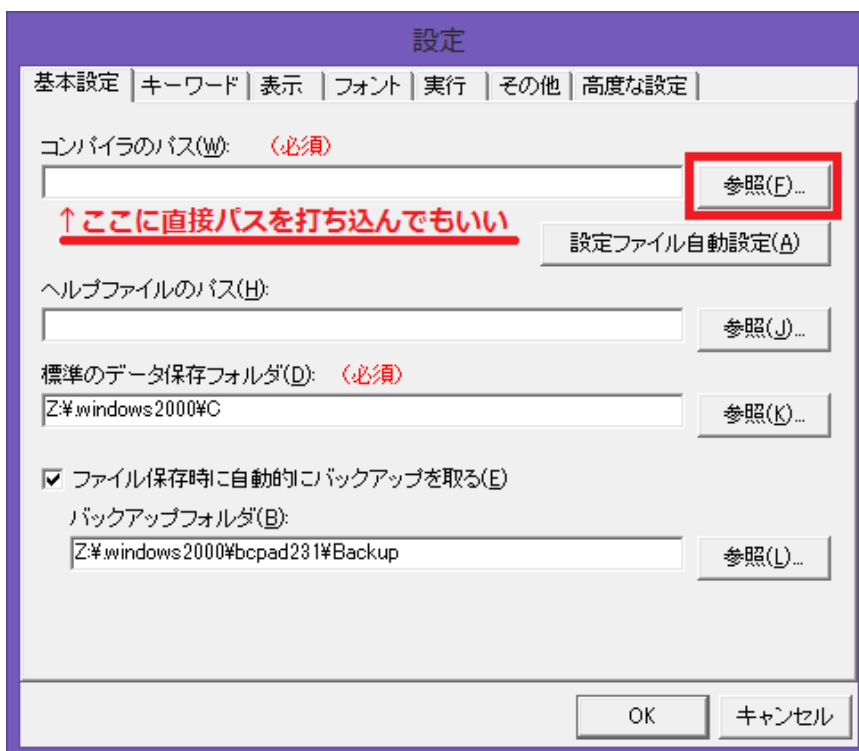 設定
基本設定 キーワード 表示 フォント 実行 その他 高度な設定
コンパイラのパス(W): (必須)
参照(F)...
↑ここに直接パスを打ち込んでもいい
設定ファイル自動設定(A)
ヘルプファイルのパス(H):
参照(J)...
標準のデータ保存フォルダ(D): (必須)
Z:¥.windows2000¥C
参照(K)...
ファイル保存時に自動的にバックアップを取る(E)
バックアップフォルダ(B):
Z:¥.windows2000¥bcpad231¥Backup
参照(L)...
OK キャンセル